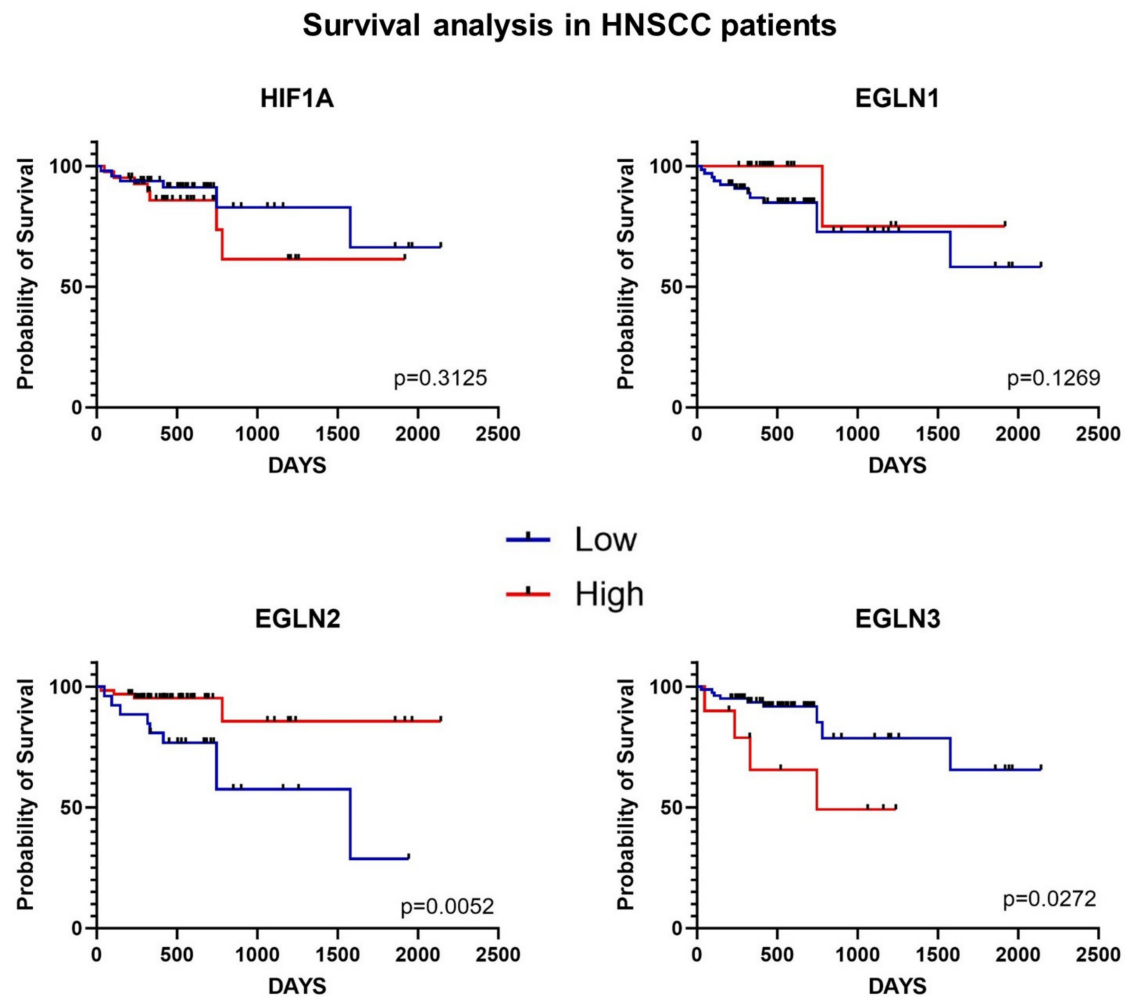 Survival analysis in HNSCC patients
HIF1A
Probability of Survival
100
50
0
0 500 1000 1500 2000 2500
DAYS
p=0.3125
EGLN1
Probability of Survival
100
50
0
0 500 1000 1500 2000 2500
DAYS
p=0.1269
Low
High
EGLN2
Probability of Survival
100
50
0
0 500 1000 1500 2000 2500
DAYS
p=0.0052
EGLN3
Probability of Survival
100
50
0
0 500 1000 1500 2000 2500
DAYS
p=0.0272